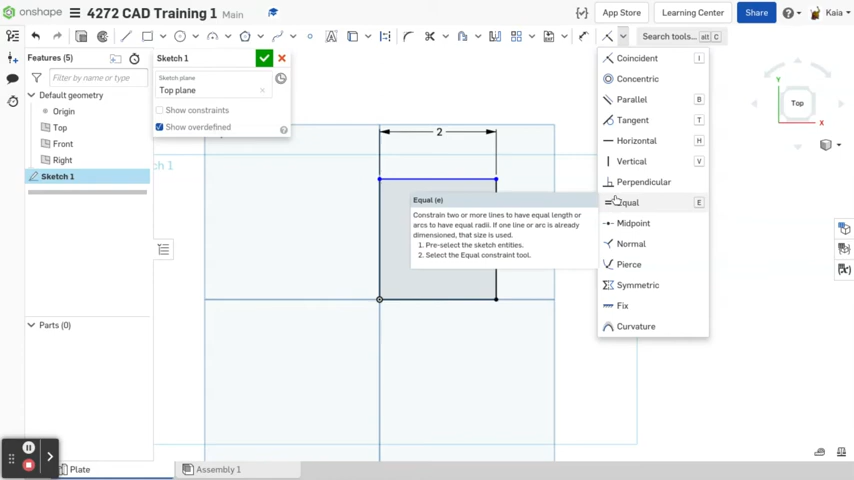 onshape
4272 CAD Training 1 Main
App Store
Learning Center
Share
Kaia
Search tools... alt C
Features (5)
Filter by name or type
Default geometry
Origin
Top
Front
Right
Sketch 1
Parts (0)
Sketch 1
Sketch plane
Top plane
Show constraints
Show overdefined
ch 1
2
Equal (e)
Constrain two or more lines to have equal length or
arcs to have equal radii. If one line or arc is already
dimensioned, that size is used.
1. Pre-select the sketch entities.
2. Select the Equal constraint tool.
Coincident I
Concentric
Parallel B
Tangent T
Horizontal H
Vertical V
Perpendicular
Equal E
Midpoint
Normal
Pierce
Symmetric
Fix
Curvature
Y
Top
X
Plate
Assembly 1